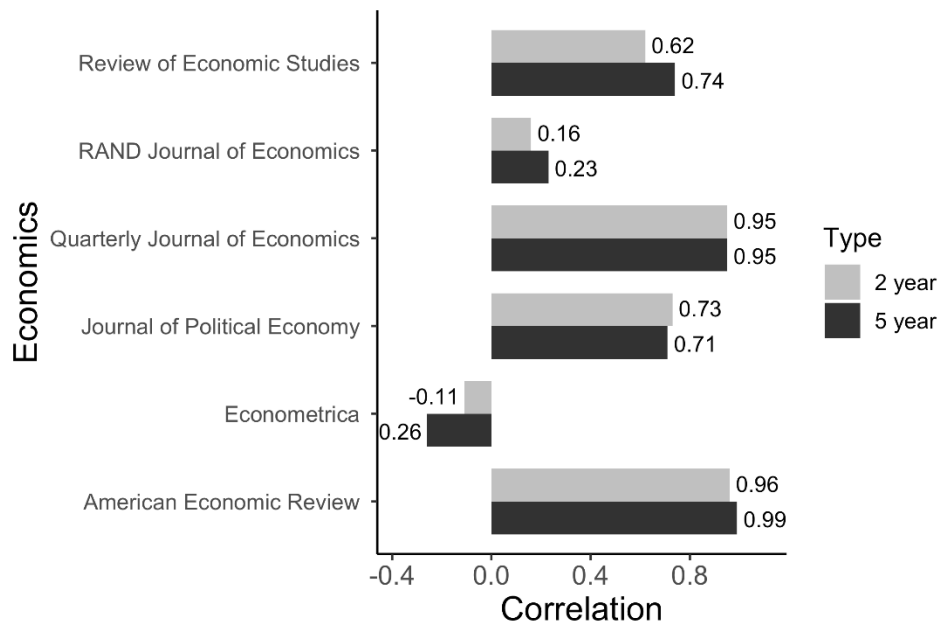 Economics
Review of Economic Studies
0.62
0.74
RAND Journal of Economics
0.16
0.23
Quarterly Journal of Economics
0.95
0.95
Journal of Political Economy
0.73
0.71
Econometrica
-0.11
0.26
American Economic Review
0.96
0.99
-0.4
0.0
0.4
0.8
Correlation
Type
2 year
5 year